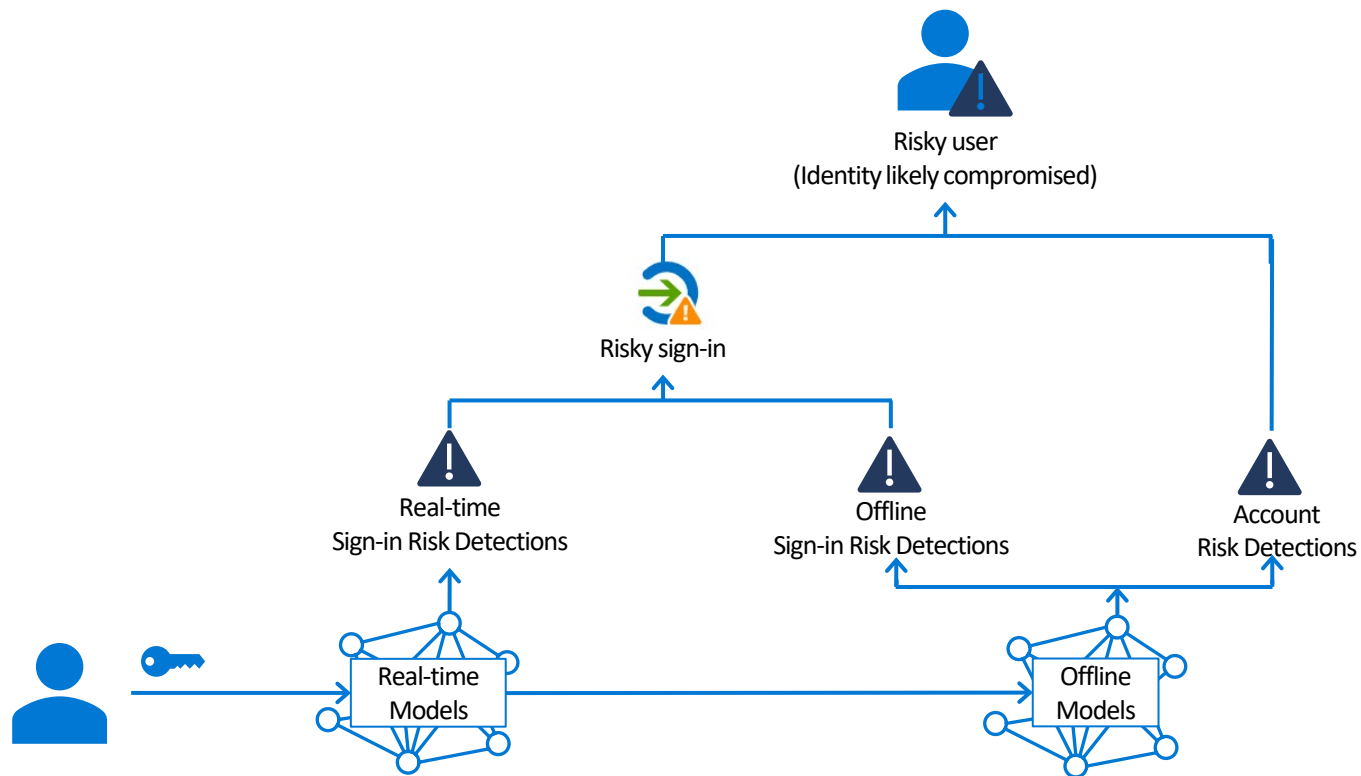 Risky user
(Identity likely compromised)
Risky sign-in
Real-time
Sign-in Risk Detections
Offline
Sign-in Risk Detections
Account
Risk Detections
Real-time
Models
Offline
Models